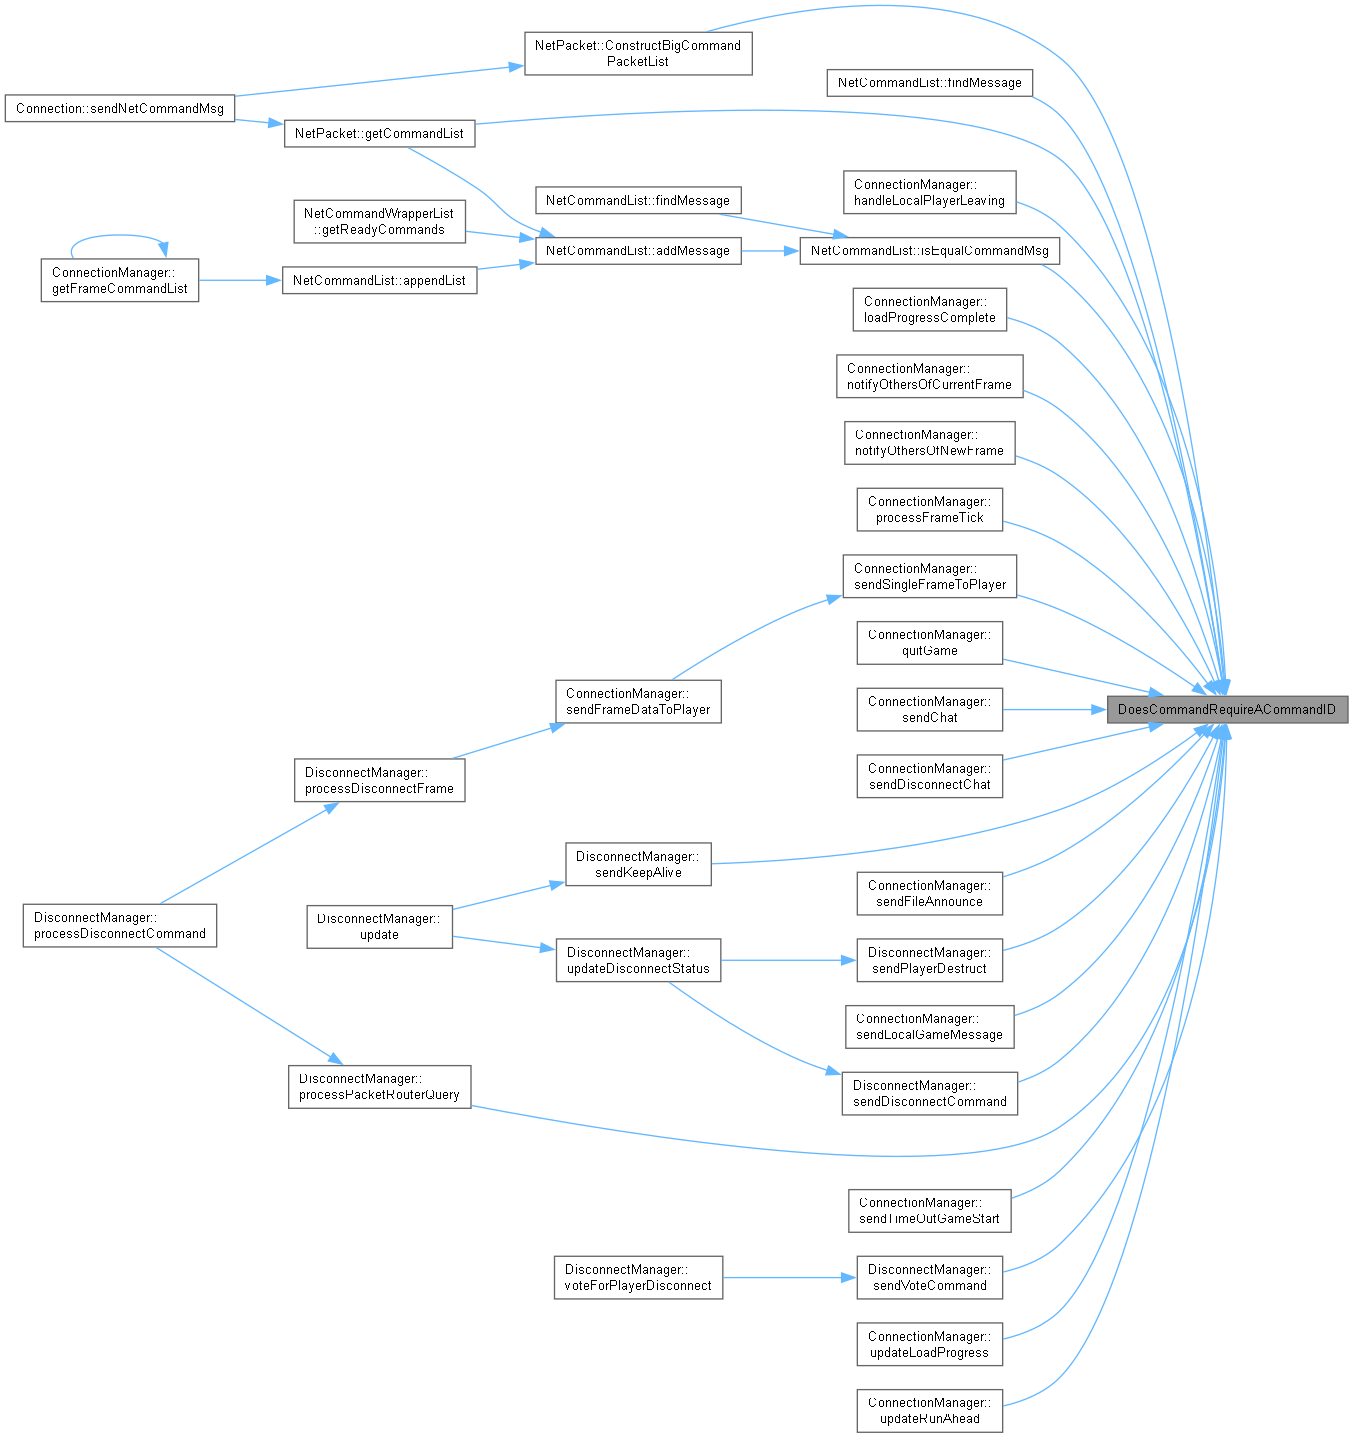 NetPacket::ConstructBigCommand
PacketList
NetCommandList::findMessage
Connection::sendNetCommandMsg
NetPacket::getCommandList
ConnectionManager::
handleLocalPlayerLeaving
NetCommandList::findMessage
NetCommandWrapperList
::getReadyCommands
NetCommandList::addMessage
NetCommandList::isEqualCommandMsg
ConnectionManager::
getFrameCommandList
NetCommandList::appendList
ConnectionManager::
loadProgressComplete
ConnectionManager::
notifyOthersOfCurrentFrame
ConnectionManager::
notifyOthersOfNewFrame
ConnectionManager::
processFrameTick
ConnectionManager::
sendSingleFrameToPlayer
ConnectionManager::
quitGame
ConnectionManager::
sendFrameDataToPlayer
ConnectionManager::
sendChat
DoesCommandRequireACommandID
ConnectionManager::
sendDisconnectChat
DisconnectManager::
processDisconnectFrame
DisconnectManager::
sendKeepAlive
ConnectionManager::
sendFileAnnounce
DisconnectManager::
processDisconnectCommand
DisconnectManager::
update
DisconnectManager::
updateDisconnectStatus
DisconnectManager::
sendPlayerDestruct
ConnectionManager::
sendLocalGameMessage
DisconnectManager::
processPacketRouterQuery
DisconnectManager::
sendDisconnectCommand
ConnectionManager::
sendTimeOutGameStart
DisconnectManager::
voteForPlayerDisconnect
DisconnectManager::
sendVoteCommand
ConnectionManager::
updateLoadProgress
ConnectionManager::
updateRunAhead